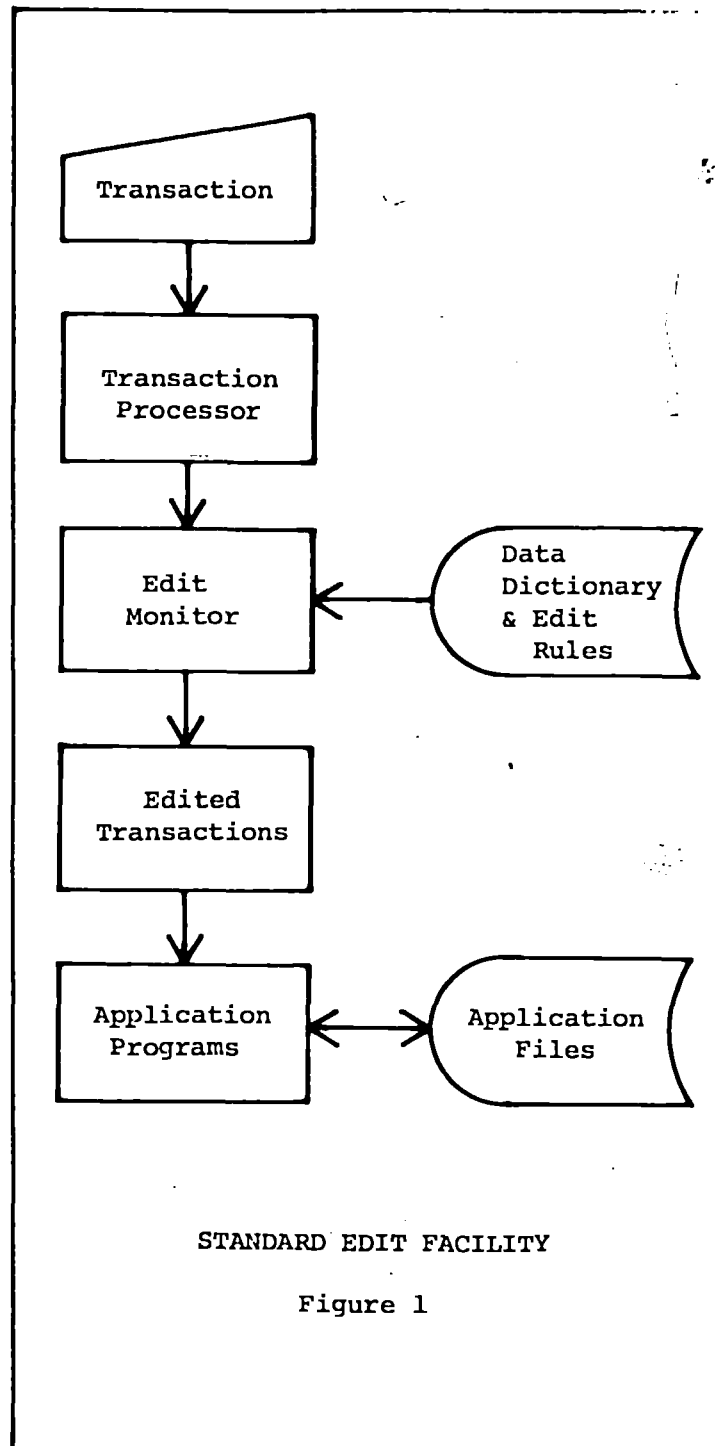 Transaction
Transaction
Processor
Edit
Monitor
Data
Dictionary
& Edit
Rules
Edited
Transactions
Application
Programs
Application
Files
STANDARD EDIT FACILITY
Figure 1